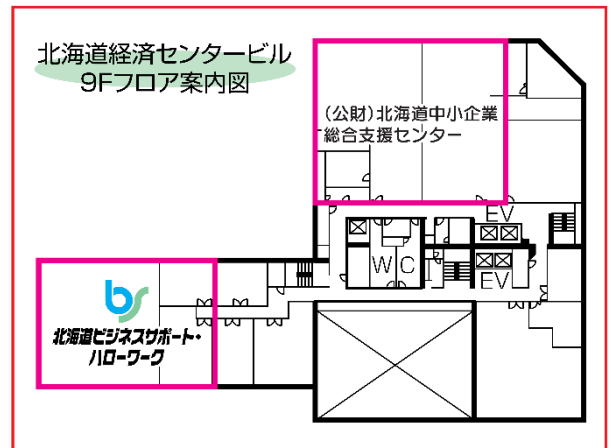 北海道経済センタービル
9Fフロア案内図
(公財)北海道中小企業
総合支援センター
EV
WC
EV
bs
北海道ビジネスサポート・
ハローワーク